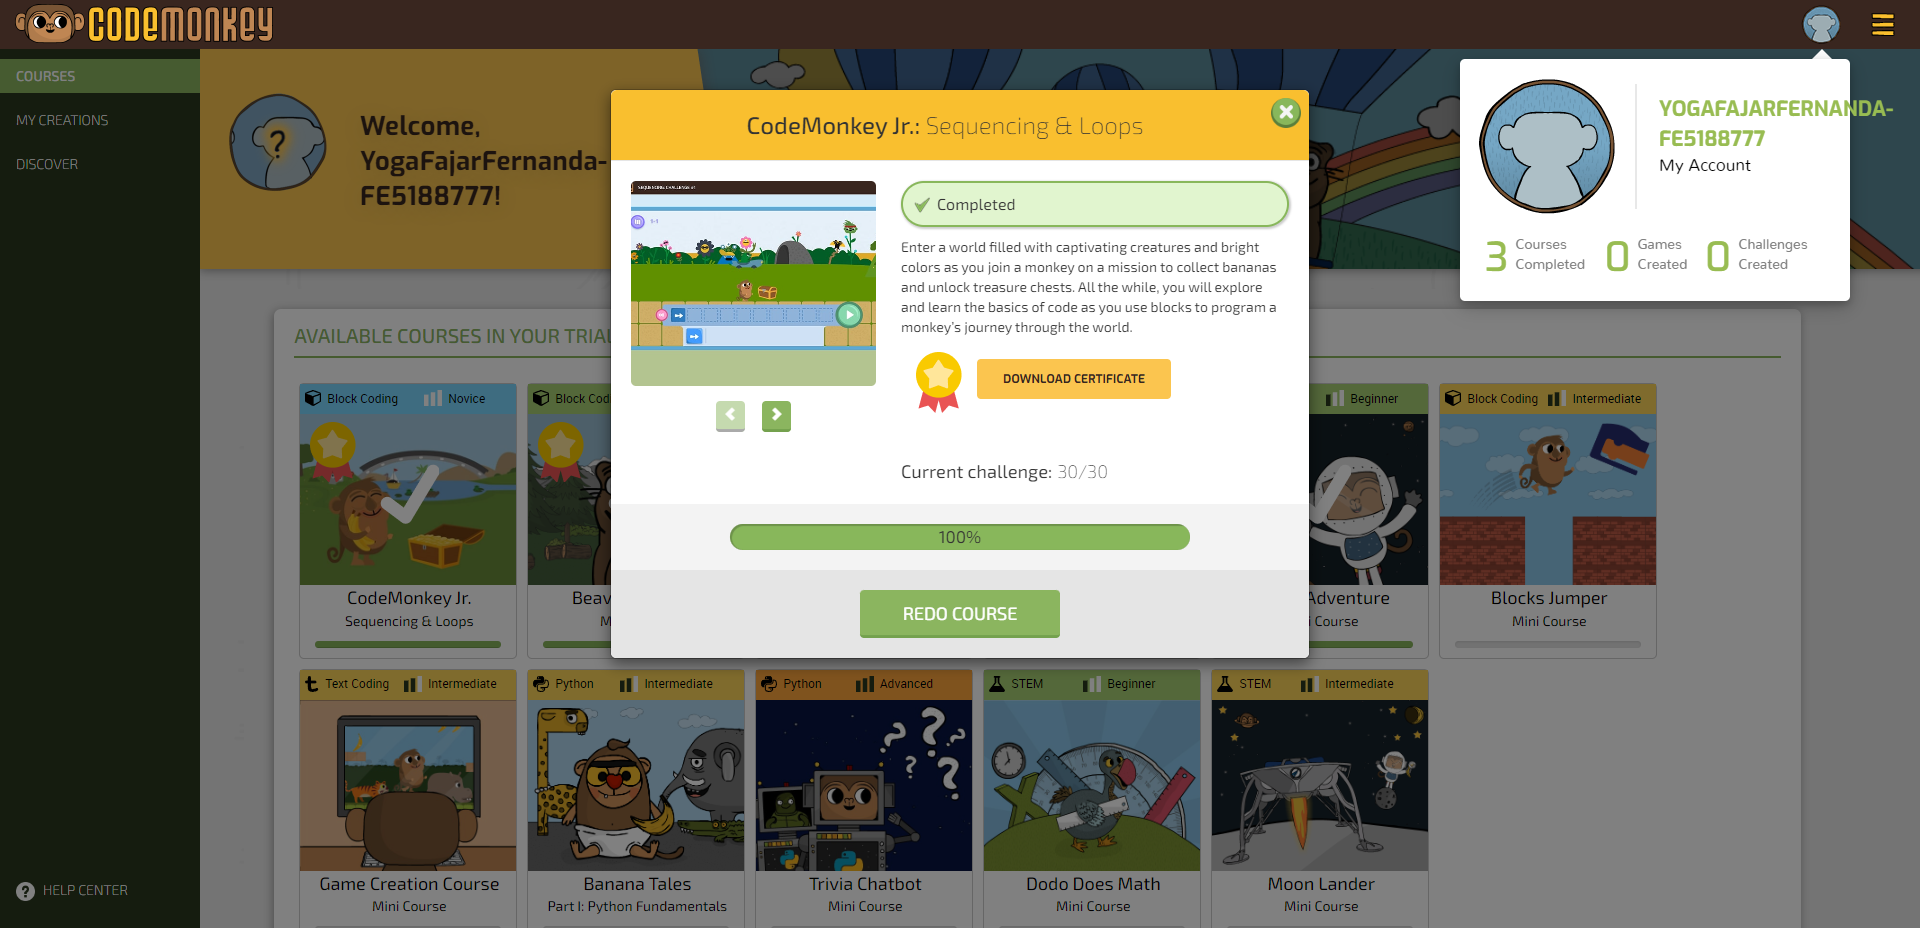 CODEMONKEY
COURSES
MY CREATIONS
DISCOVER
HELP CENTER
Welcome,
YogaFajarFernanda-
FE5188777!
YOGAFAJARFERNANDA-
FE5188777
My Account
3 Courses
Completed
0 Games
Created
0 Challenges
Created
AVAILABLE COURSES IN YOUR TRIA
CodeMonkey Jr.: Sequencing & Loops
SEQUENCING CHALLENGE #1
Completed
Enter a world filled with captivating creatures and bright
colors as you join a monkey on a mission to collect bananas
and unlock treasure chests. All the while, you will explore
and learn the basics of code as you use blocks to program a
monkey's journey through the world.
DOWNLOAD CERTIFICATE
Current challenge: 30/30
100%
REDO COURSE
Block Coding Novice
CodeMonkey Jr.
Sequencing & Loops
Block Cod
Beav
M
Beginner
Adventure
i Course
Block Coding Intermediate
Blocks Jumper
Mini Course
Text Coding Intermediate
Game Creation Course
Mini Course
Python Intermediate
Banana Tales
Part I: Python Fundamentals
Python Advanced
Trivia Chatbot
Mini Course
STEM Beginner
Dodo Does Math
Mini Course
STEM Intermediate
Moon Lander
Mini Course